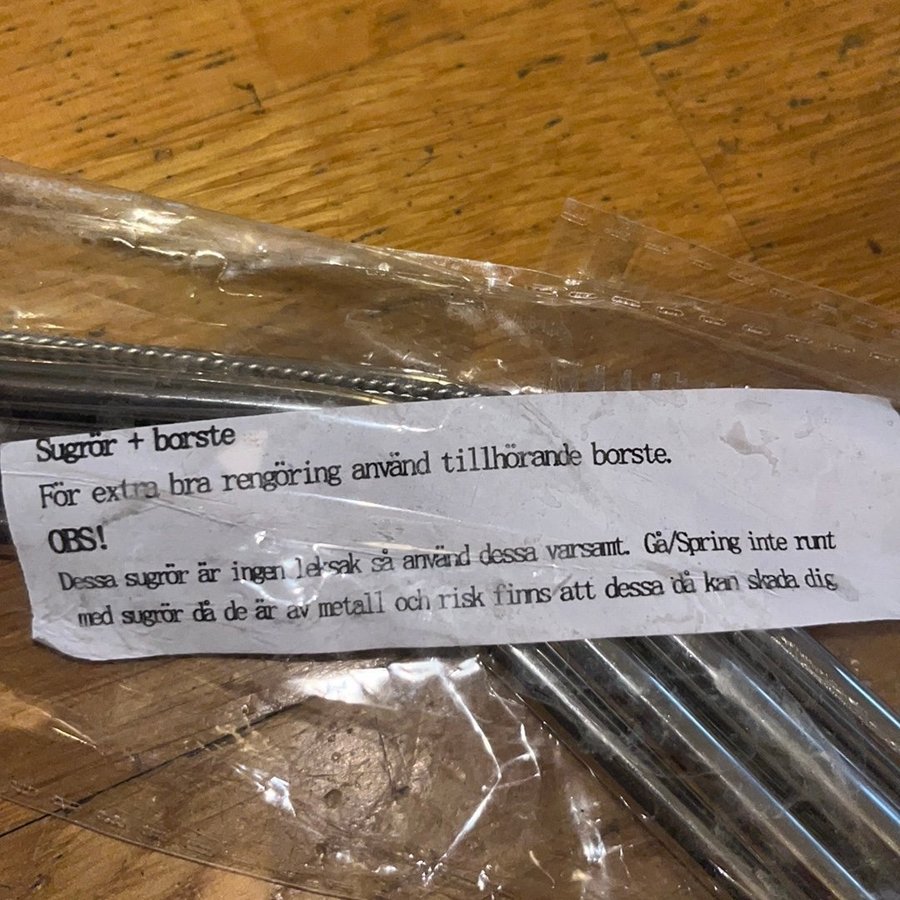 Sugrör + borste
För extra bra rengöring använd tillhörande borste.
OBS!
Dessa sugrör är ingen leksak så använd dessa varsamt. Gå/Spring inte runt
med sugrör då de är av metall och risk finns att dessa då kan skada dig